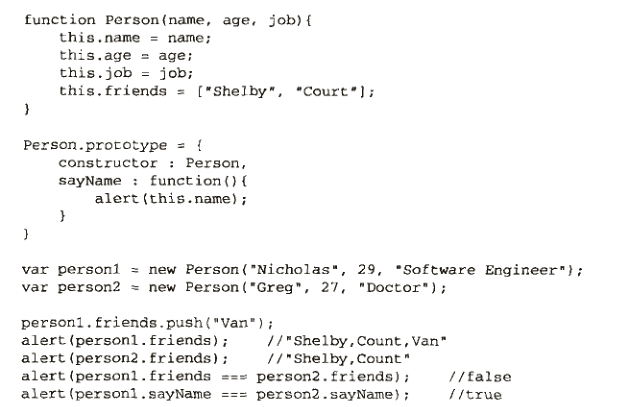 function Person(name, age, job){
this.name = name;
this.age = age;
this.job = job;
this.friends = ["Shelby", "Court"];
}
Person.prototype = {
constructor : Person,
sayName : function(){
alert(this.name);
}
}
var person1 = new Person("Nicholas", 29, "Software Engineer");
var person2 = new Person("Greg", 27, "Doctor");
person1.friends.push("Van");
alert(person1.friends); //"Shelby,Count,Van"
alert(person2.friends); //"Shelby,Count"
alert(person1.friends === person2.friends); //false
alert(person1.sayName === person2.sayName); //true